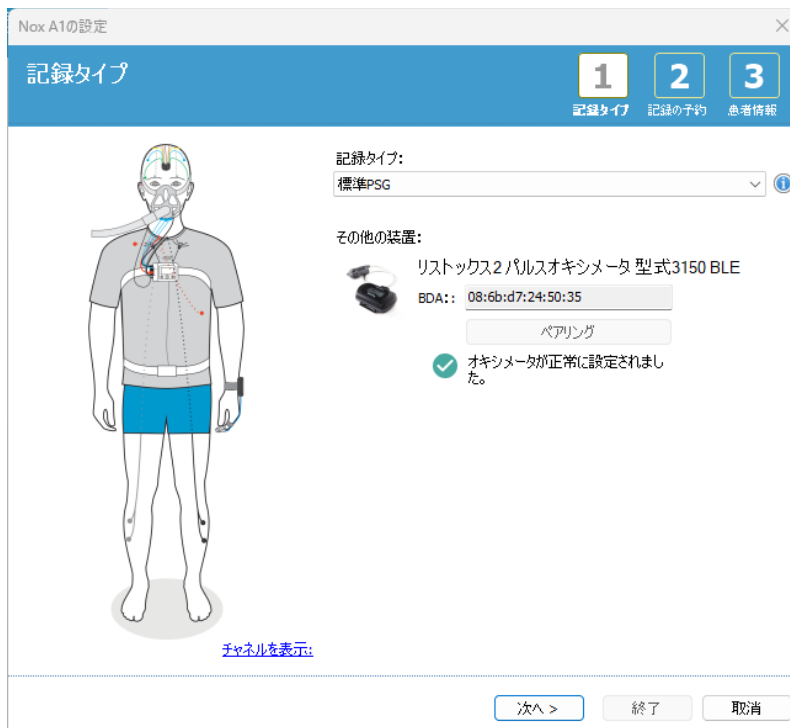 Nox A1の設定
記録タイプ
1
2
3
記録タイプ
記録の予約
患者情報
記録タイプ:
標準PSG
その他の装置:
リストックス2 パルスオキシメータ 型式3150 BLE
BDA:: 08:6b:d7:24:50:35
ペアリング
オキシメータが正常に設定されまし
た。
チャネルを表示:
次へ >
終了
取消